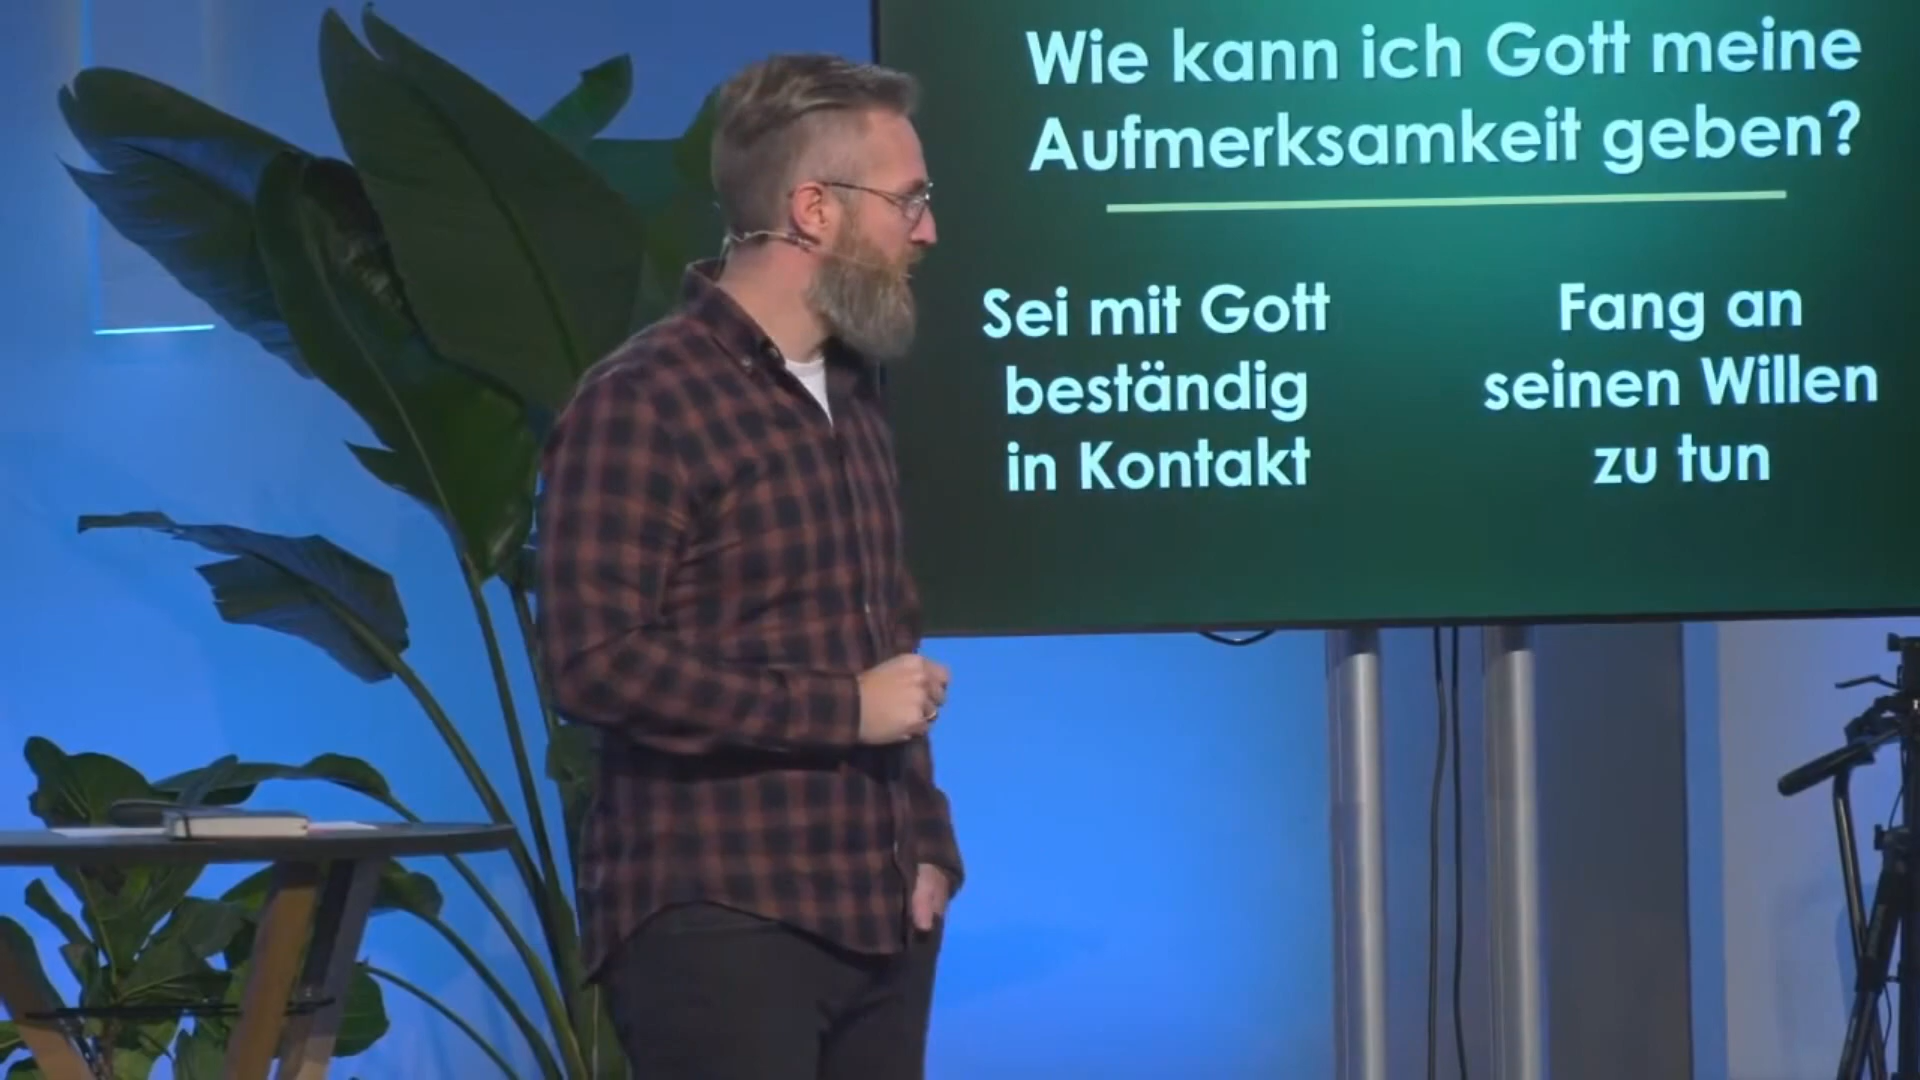 Wie kann ich Gott meine
Aufmerksamkeit geben?
Sei mit Gott
beständig
in Kontakt
Fang an
seinen Willen
zu tun